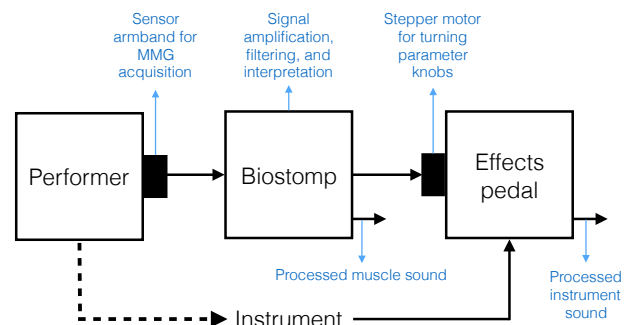 Sensor
armband for
MMG
acquisition
Signal
amplification,
filtering, and
interpretation
Stepper motor
for turning
parameter
knobs
Performer
Biostomp
Effects
pedal
Processed muscle sound
Processed
instrument
sound
Instrument